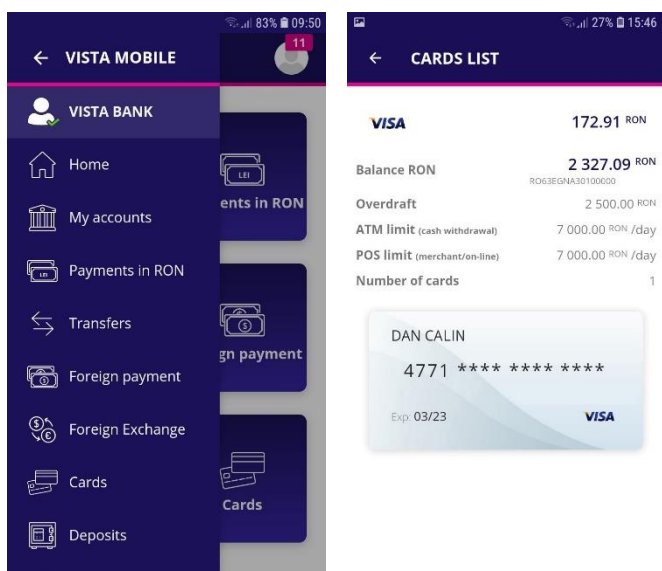 83% 09:50
VISTA MOBILE
11
VISTA BANK
Home
My accounts
Payments in RON
Transfers
Foreign payment
Foreign Exchange
Cards
Deposits
LEI
ents in RON
gn payment
Cards
27% 15:46
CARDS LIST
VISA 172.91 RON
Balance RON 2 327.09 RON
RO63EGNA30100000
Overdraft 2 500.00 RON
ATM limit (cash withdrawal) 7 000.00 RON /day
POS limit (merchant/on-line) 7 000.00 RON /day
Number of cards 1
DAN CALIN
4771 **** **** ****
Exp: 03/23 VISA